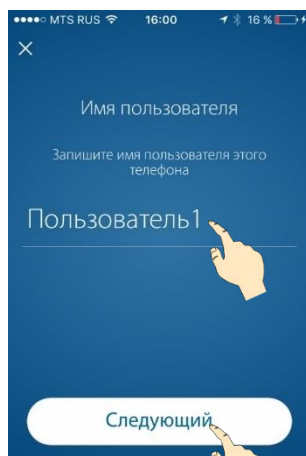 MTS RUS 16:00 16 %
Имя пользователя
Запишите имя пользователя этого
телефона
Пользователь1
Следующий